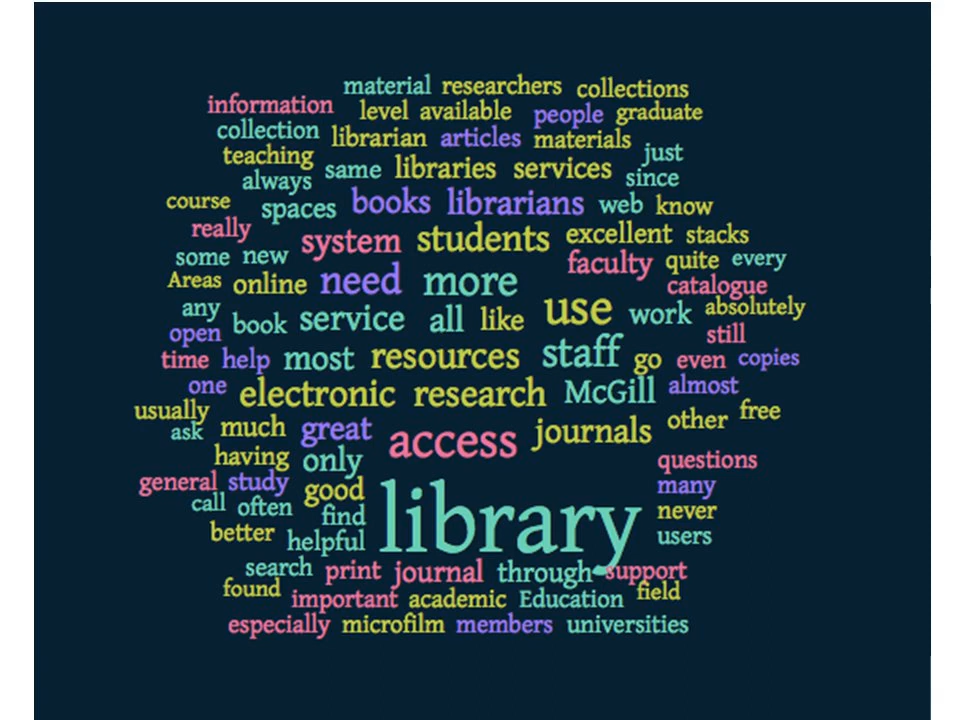 material researchers collections
information level available people graduate
collection librarian articles materials just
teaching same libraries services since
always
course spaces books librarians web know
really system students excellent stacks
some new faculty quite every
Areas online need more catalogue
any use work absolutely
open book service all like still
time help most resources staff go even copies
one electronic research McGill almost
usually other free
ask much great access journals
having only questions
general study good many
call often find library never
better helpful users
search print journal through support
found important academic Education field
especially microfilm members universities